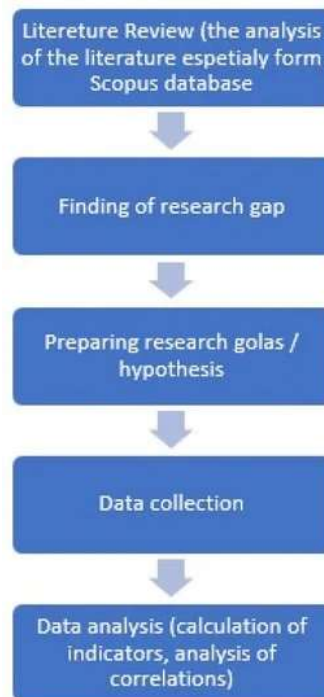 Litereture Review (the analysis
of the literature espetialy form
Scopus database
Finding of research gap
Preparing research golas /
hypothesis
Data collection
Data analysis (calculation of
indicators, analysis of
correlations)